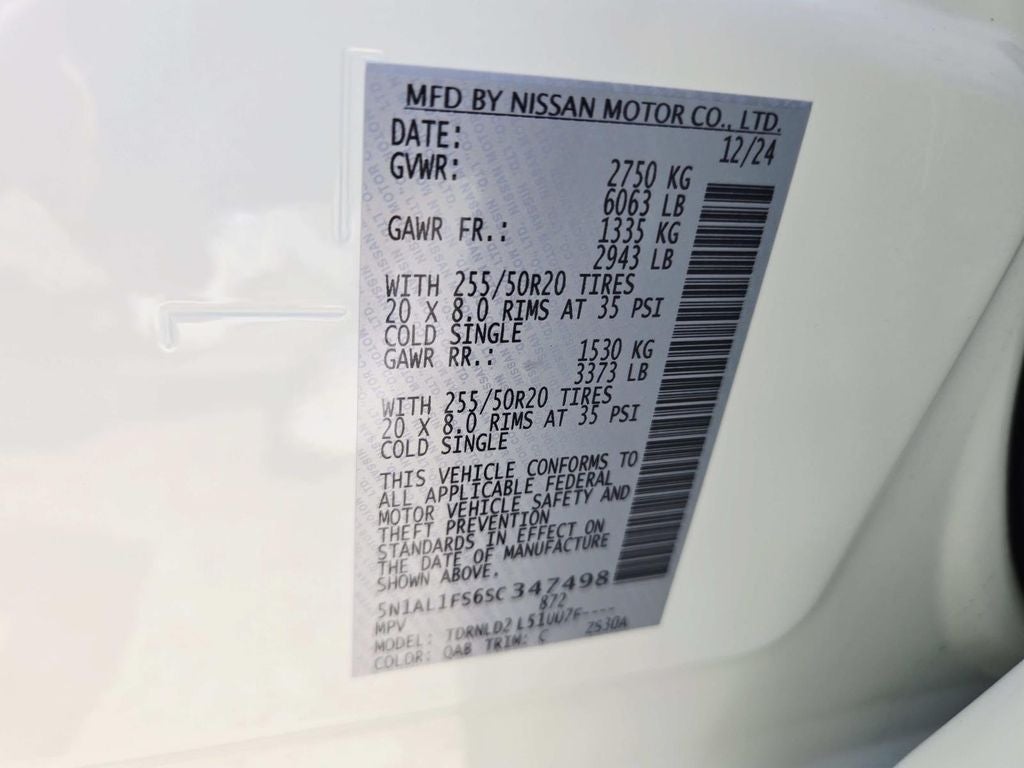 MFD BY NISSAN MOTOR CO., LTD.
DATE: 12/24
GVWR: 2750 KG
6063 LB
GAWR FR.: 1335 KG
2943 LB
WITH 255/50R20 TIRES
20 X 8.0 RIMS AT 35 PSI
COLD SINGLE
GAWR RR.: 1530 KG
3373 LB
WITH 255/50R20 TIRES
20 X 8.0 RIMS AT 35 PSI
COLD SINGLE
THIS VEHICLE CONFORMS TO
ALL APPLICABLE FEDERAL
MOTOR VEHICLE SAFETY AND
THEFT PREVENTION
STANDARDS IN EFFECT ON
THE DATE OF MANUFACTURE
SHOWN ABOVE.
5N1AL1FS6SC347498
MPV 872
MODEL:
COLOR: QAB TRIM: C ZS30A